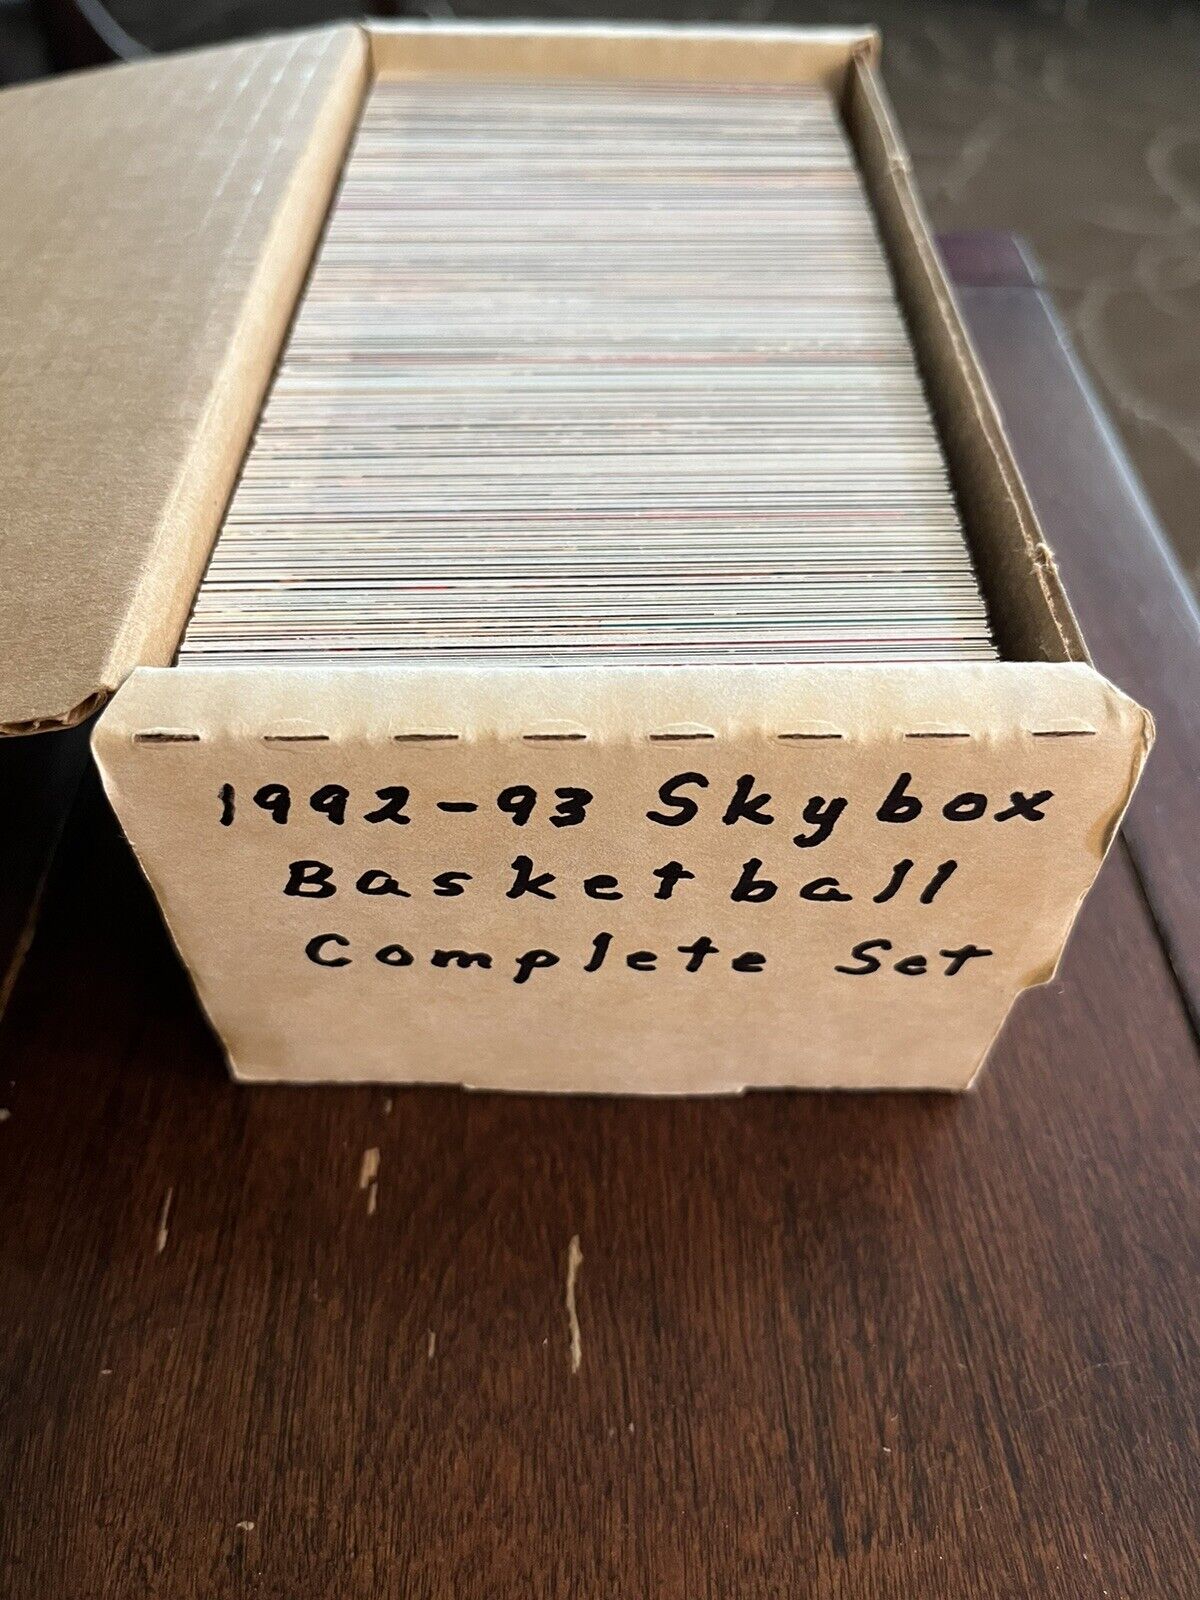 1992-93 Skybox
Basketball
Complete Set